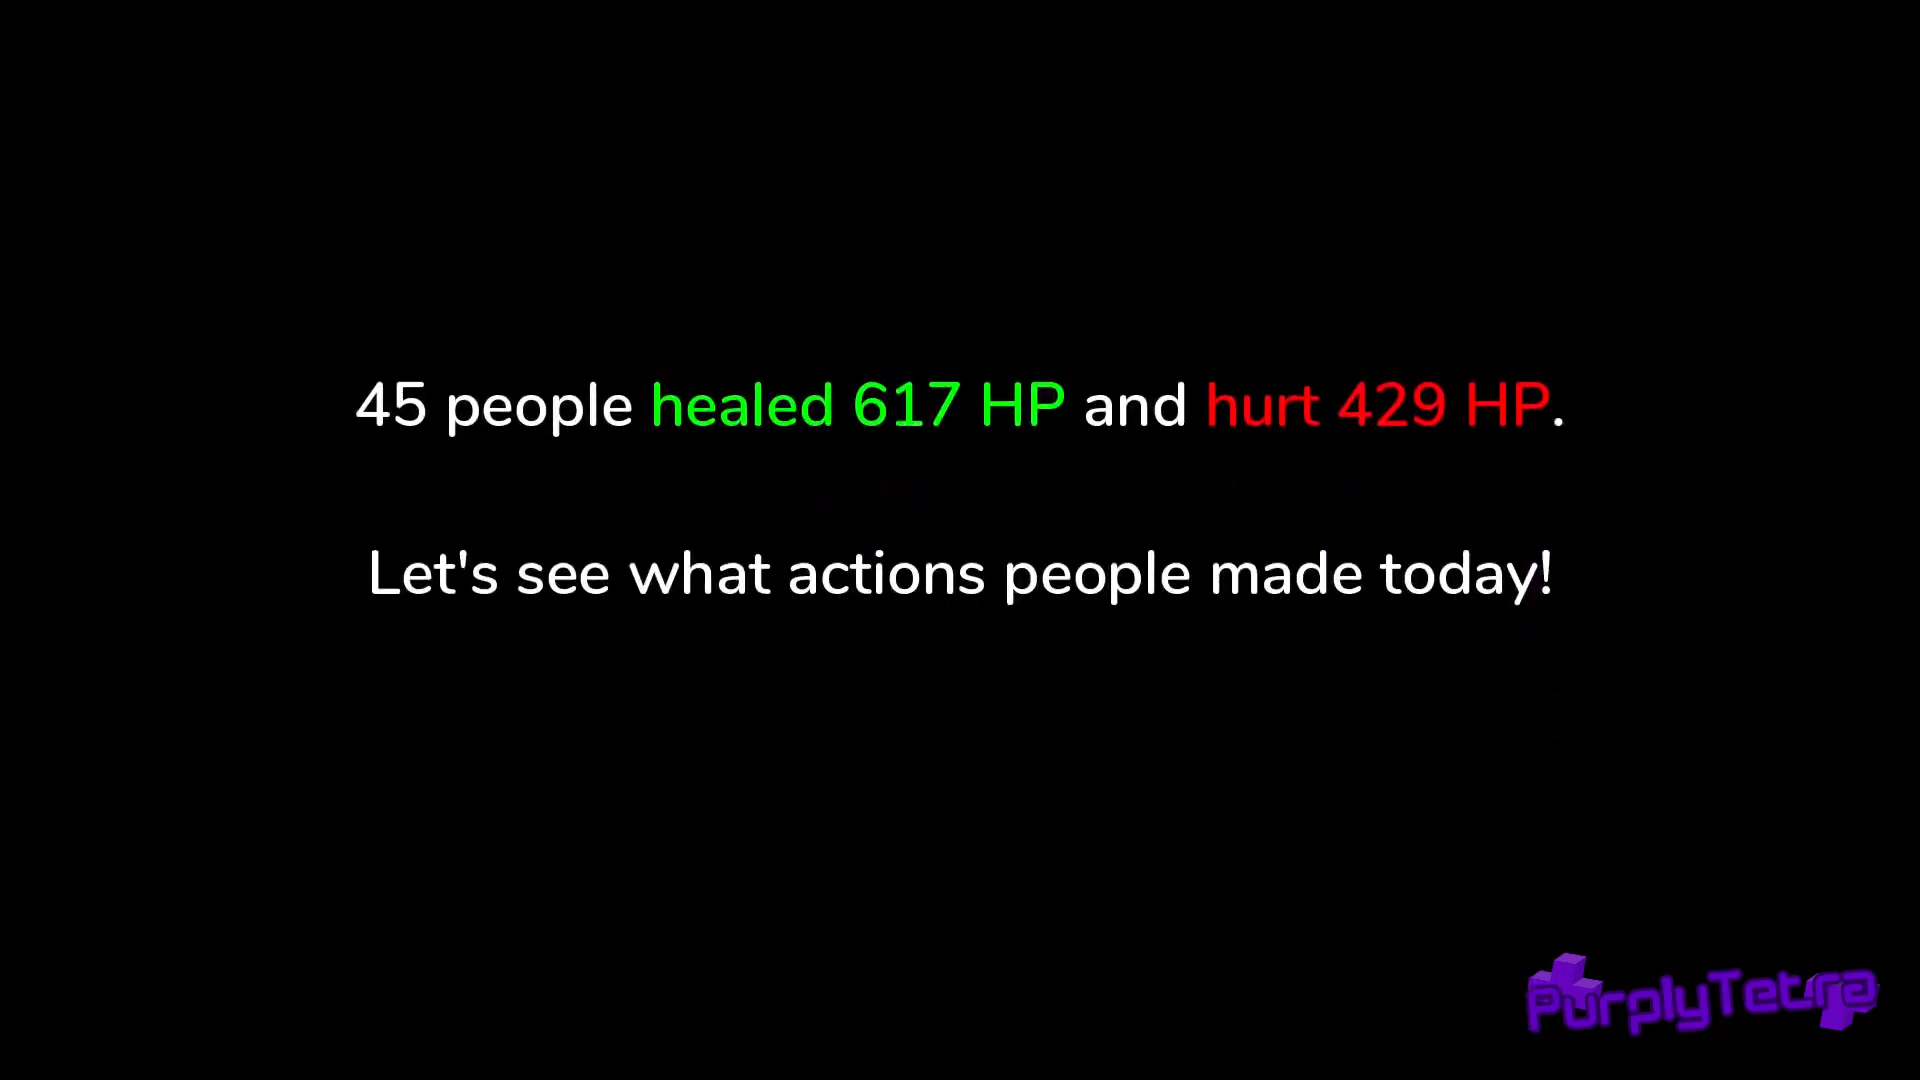 45 people healed 617 HP and hurt 429 HP.
Let's see what actions people made today!
PurplyTetra